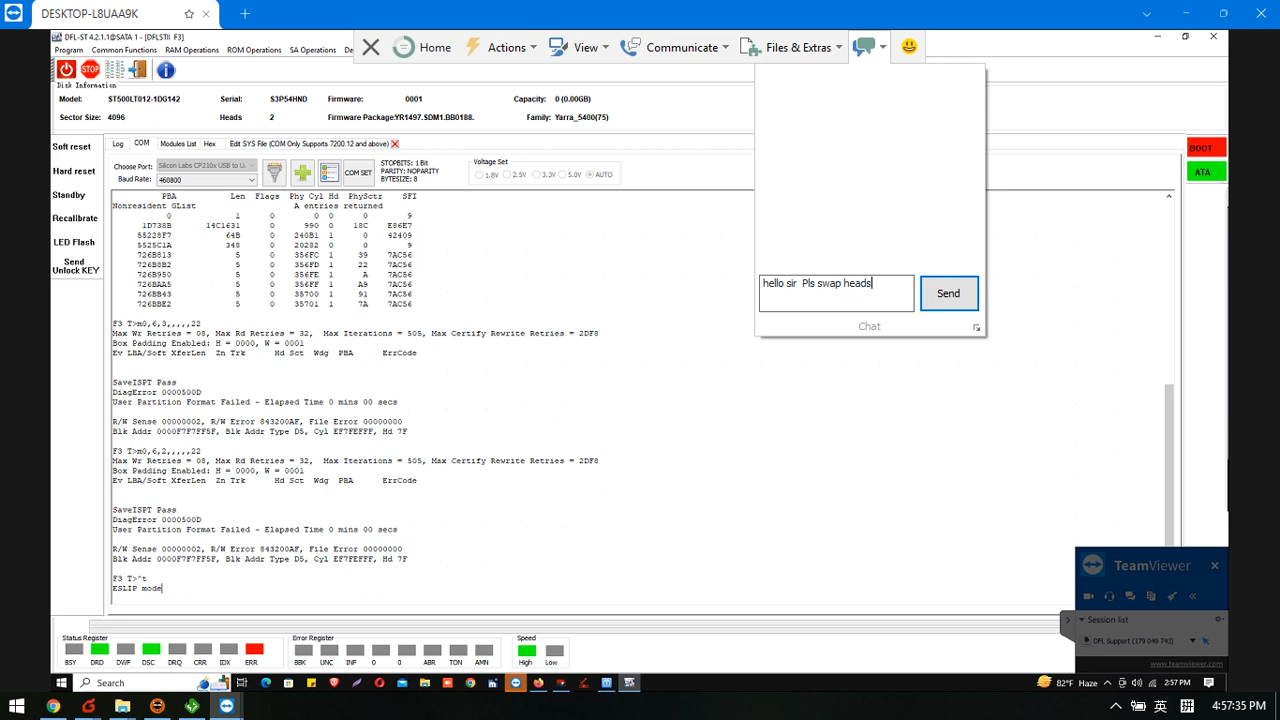 DESKTOP-L8UAA9K
DFL-ST 4.2.1.1@SATA 1 - [DFLSTII F3]
Program Common Functions RAM Operations ROM Operations SA Operations De
Home Actions View Communicate Files & Extras
Disk Information
Model: ST500LT012-1DG142 Serial: S3P54HND Firmware: 0001 Capacity: 0 (0.00GB)
Sector Size: 4096 Heads 2 Firmware Package: YR1497.SDM1.BB0188. Family: Yarra_5400(75)
Soft reset
Hard reset
Standby
Recalibrate
LED Flash
Send
Unlock KEY
Log COM Modules List Hex Edit SYS File (COM Only Supports 7200.12 and above)
Choose Port: Silicon Labs CP210x USB to U
Baud Rate: 460800
COM SET
STOPBITS: 1 Bit
PARITY: NOPARITY
BYTESIZE: 8
Voltage Set
1.8V 2.5V 3.3V 5.0V AUTO
BOOT
ATA
PBA Len Flags Phy Cyl Hd PhySctr SFI
Nonresident GList A entries returned
0 1 0 0 0 0 9
1D738B 14C1631 0 990 0 18C E86E7
55228F7 64B 0 240B1 1 0 42409
5525C1A 348 0 20282 0 0 9
726B813 5 0 356FC 1 39 7AC56
726B8B2 5 0 356FD 1 22 7AC56
726B950 5 0 356FE 1 A 7AC56
726BAA5 5 0 356FF 1 A9 7AC56
726BB43 5 0 35700 1 91 7AC56
726BBE2 5 0 35701 1 7A 7AC56
F3 T>m0,6,3,,,,,22
Max Wr Retries = 08, Max Rd Retries = 32, Max Iterations = 505, Max Certify Rewrite Retries = 2DF8
Box Padding Enabled: H = 0000, W = 0001
Ev LBA/Soft XferLen Zn Trk Hd Sct Wdg PBA ErrCode
SaveISPT Pass
DiagError 0000500D
User Partition Format Failed - Elapsed Time 0 mins 00 secs
R/W Sense 00000002, R/W Error 843200AF, File Error 00000000
Blk Addr 0000F7F7FF5F, Blk Addr Type D5, Cyl EF7FEFFF, Hd 7F
F3 T>m0,6,2,,,,,22
Max Wr Retries = 08, Max Rd Retries = 32, Max Iterations = 505, Max Certify Rewrite Retries = 2DF8
Box Padding Enabled: H = 0000, W = 0001
Ev LBA/Soft XferLen Zn Trk Hd Sct Wdg PBA ErrCode
SaveISPT Pass
DiagError 0000500D
User Partition Format Failed - Elapsed Time 0 mins 00 secs
R/W Sense 00000002, R/W Error 843200AF, File Error 00000000
Blk Addr 0000F7F7FF5F, Blk Addr Type D5, Cyl EF7FEFFF, Hd 7F
F3 T>^t
ESLIP mode
hello sir Pls swap heads
Send
Chat
TeamViewer
Session list
DFL Support (179 049 743)
www.teamviewer.com
Status Register
BSY DRD DWF DSC DRQ CRR IDX ERR
Error Register
BBK UNC INF 0 0 ABR TON AMN
Speed
High Low
Search
82°F Haze 2:57 PM
英 4:57:35 PM